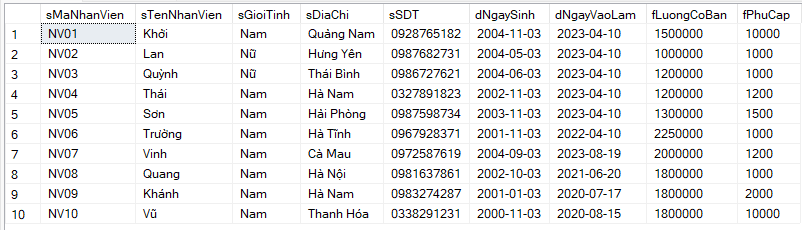 sMaNhanVien sTenNhanVien sGioiTinh sDiaChi sSDT dNgaySinh dNgayVaoLam fLuongCoBan fPhuCap
1 NV01 Khởi Nam Quảng Nam 0928765182 2004-11-03 2023-04-10 1500000 10000
2 NV02 Lan Nữ Hưng Yên 0987682731 2004-05-03 2023-04-10 1000000 1000
3 NV03 Quỳnh Nữ Thái Bình 0986727621 2004-06-03 2023-04-10 1200000 1000
4 NV04 Thái Nam Hà Nam 0327891823 2002-11-03 2023-04-10 1200000 1200
5 NV05 Sơn Nam Hải Phòng 0987598734 2003-11-03 2023-04-10 1300000 1500
6 NV06 Trường Nam Hà Tĩnh 0967928371 2001-11-03 2022-04-10 2250000 1000
7 NV07 Vinh Nam Cà Mau 0972587619 2004-09-03 2023-08-19 2000000 1200
8 NV08 Quang Nam Hà Nội 0981637861 2002-10-03 2021-06-20 1800000 1000
9 NV09 Khánh Nam Hà Nam 0983274287 2001-01-03 2020-07-17 1800000 2000
10 NV10 Vũ Nam Thanh Hóa 0338291231 2000-11-03 2020-08-15 1800000 10000